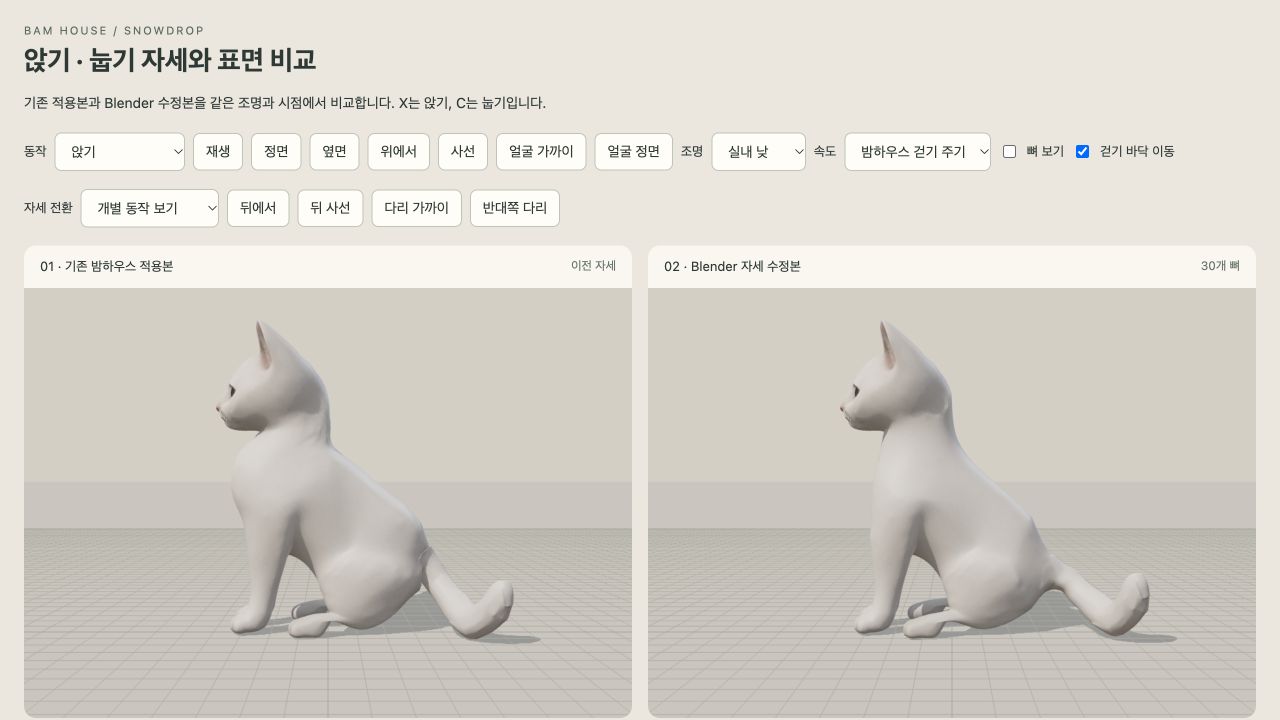 BAM HOUSE / SNOWDROP
앉기 · 눕기 자세와 표면 비교
기존 적용본과 Blender 수정본을 같은 조명과 시점에서 비교합니다. X는 앉기, C는 눕기입니다.
동작 앉기 재생 정면 옆면 위에서 사선 얼굴 가까이 얼굴 정면 조명 실내 낮 속도 밤하우스 걷기 주기 뼈 보기 걷기 바닥 이동
자세 전환 개별 동작 보기 뒤에서 뒤 사선 다리 가까이 반대쪽 다리
01 · 기존 밤하우스 적용본 이전 자세
02 · Blender 자세 수정본 30개 뼈